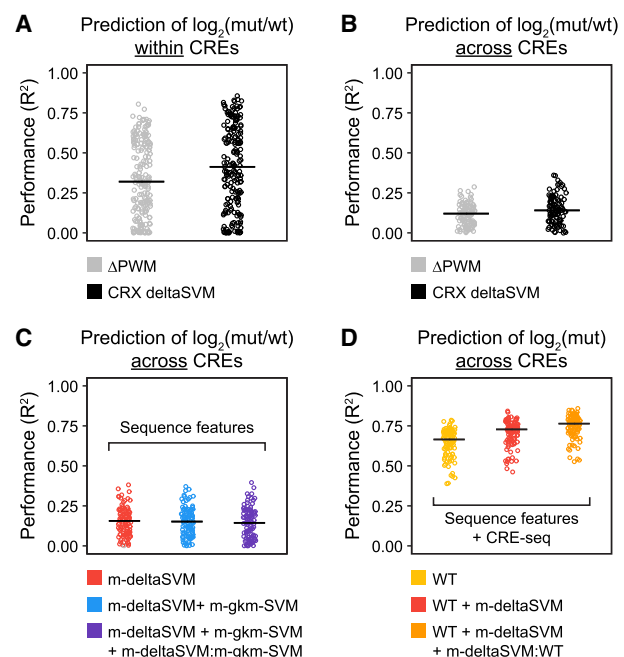 A
Prediction of log2(mut/wt)
within CREs
1.00
0.75
0.50
0.25
0.00
Performance (R2)
ΔPWM
CRX deltaSVM
B
Prediction of log2(mut/wt)
across CREs
1.00
0.75
0.50
0.25
0.00
Performance (R2)
ΔPWM
CRX deltaSVM
C
Prediction of log2(mut/wt)
across CREs
1.00
0.75
0.50
0.25
0.00
Performance (R2)
Sequence features
m-deltaSVM
m-deltaSVM+ m-gkm-SVM
m-deltaSVM + m-gkm-SVM
+ m-deltaSVM:m-gkm-SVM
D
Prediction of log2(mut)
across CREs
1.00
0.75
0.50
0.25
0.00
Performance (R2)
Sequence features
+ CRE-seq
WT
WT + m-deltaSVM
WT + m-deltaSVM
+ m-deltaSVM:WT